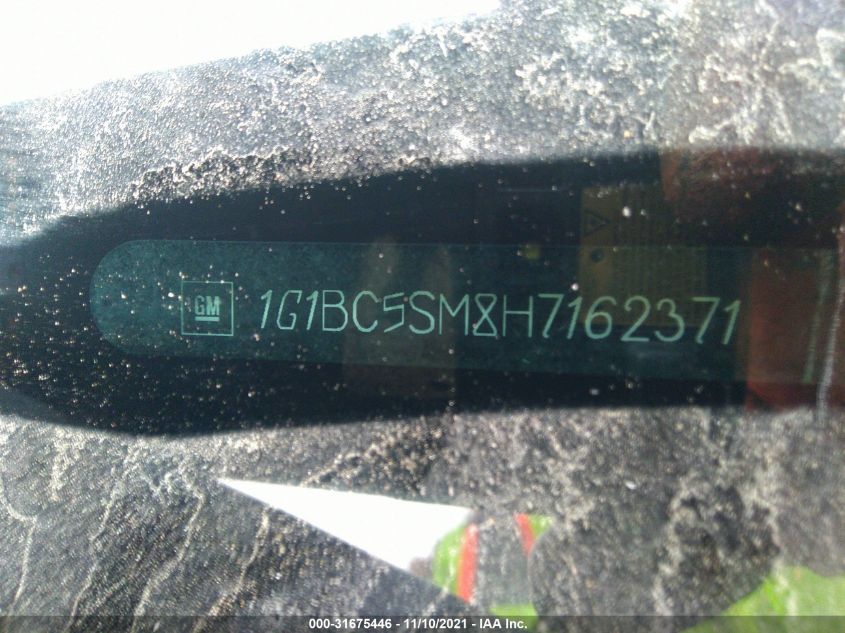 GM 1G1BC5SM8H7162371
000-31675446 - 11/10/2021 - IAA Inc.